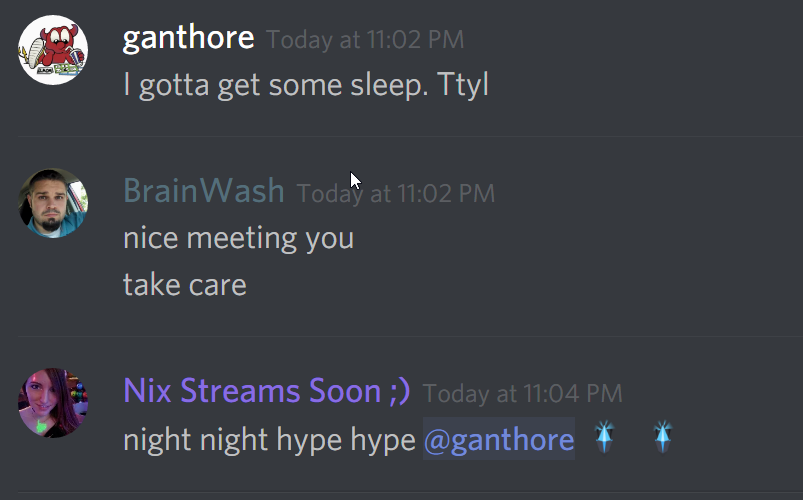 ganthore Today at 11:02 PM
I gotta get some sleep. Ttyl
BrainWash Today at 11:02 PM
nice meeting you
take care
Nix Streams Soon ;) Today at 11:04 PM
night night hype hype @ganthore